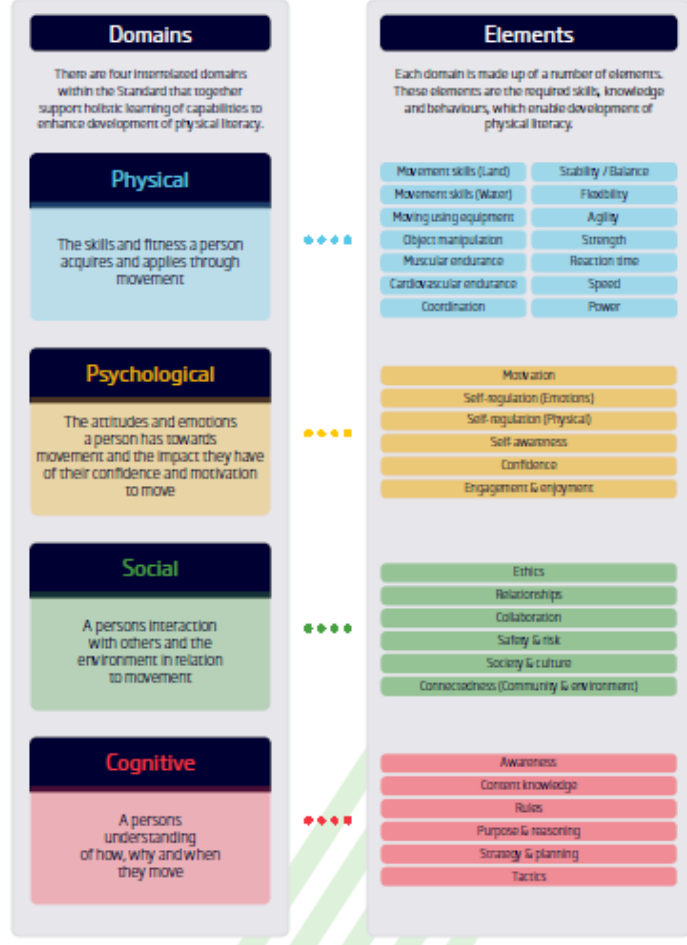 Domains
There are four interrelated domains
within the Standard that together
support holistic learning of capabilities to
enhance development of physical literacy.
Physical
The skills and fitness a person
acquires and applies through
movement
Psychological
The attitudes and emotions
a person has towards
movement and the impact they have
of their confidence and motivation
to move
Social
A persons interaction
with others and the
environment in relation
to movement
Cognitive
A persons
understanding
of how, why and when
they move
Elements
Each domain is made up of a number of elements.
These elements are the required skills, knowledge
and behaviours, which enable development of
physical literacy.
Movement skills (Land)
Stability / Balance
Movement skills (Water)
Flexibility
Moving using equipment
Agility
Object manipulation
Strength
Muscular endurance
Reaction time
Cardiovascular endurance
Speed
Coordination
Power
Motivation
Self-regulation (Emotions)
Self-regulation (Physical)
Self-awareness
Confidence
Engagement & enjoyment
Ethics
Relationships
Collaboration
Safety & risk
Society & culture
Connectedness (Community & environment)
Awareness
Content knowledge
Rules
Purpose & reasoning
Strategy & planning
Tactics